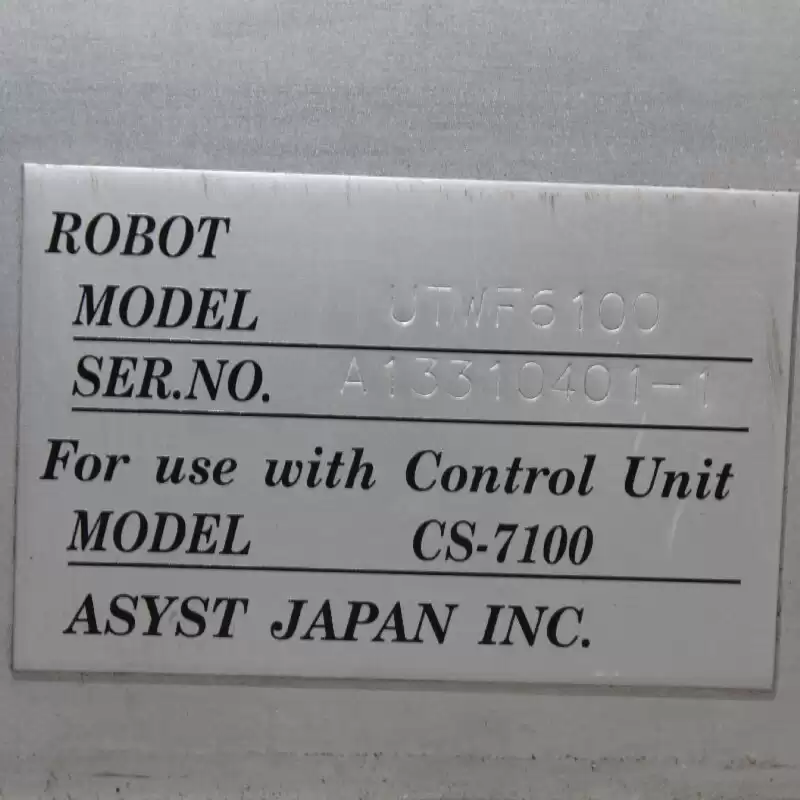 ROBOT
MODEL UTWF6100
SER.NO. A13310401-1
For use with Control Unit
MODEL CS-7100
ASYST JAPAN INC.